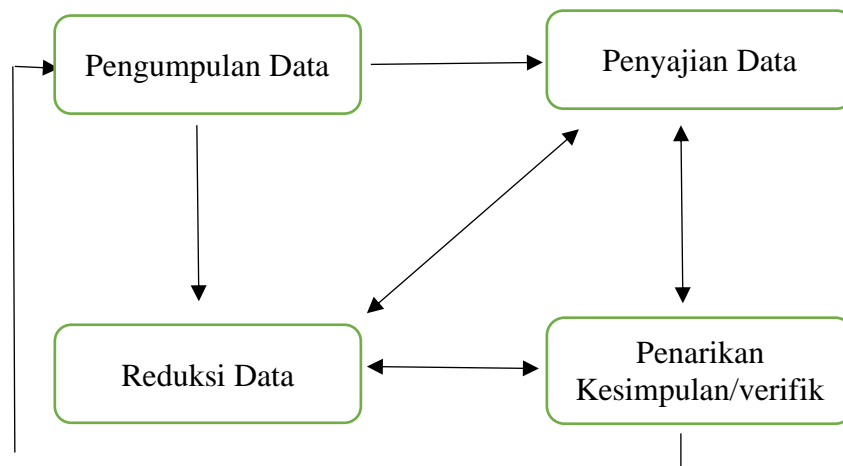 Pengumpulan Data
Penyajian Data
Reduksi Data
Penarikan
Kesimpulan/verifik